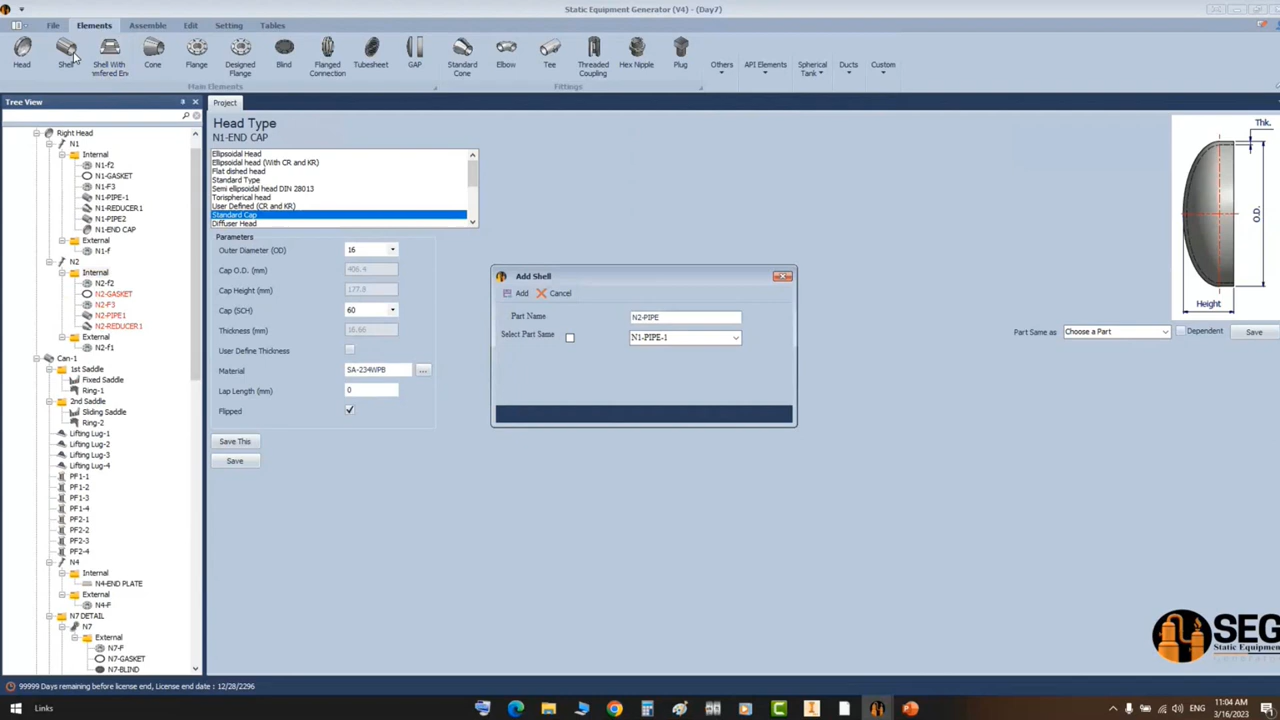 Static Equipment Generator (V4) - (Day7)
File
Elements
Assemble
Edit
Setting
Tables
Head
Shell
Shell With
mfered En
Cone
Flange
Designed
Flange
Blind
Flanged
Connection
Tubesheet
GAP
Standard
Cone
Elbow
Tee
Threaded
Coupling
Hex Nipple
Plug
Others
API Elements
Spherical
Tank
Ducts
Custom
Main Elements
Fittings
Tree View
Right Head
N1
Internal
N1-f2
N1-GASKET
N1-F3
N1-PIPE-1
N1-REDUCER1
N1-PIPE2
N1-END CAP
External
N1-f
N2
Internal
N2-f2
N2-GASKET
N2-F3
N2-PIPE1
N2-REDUCER1
External
N2-f1
Can-1
1st Saddle
Fixed Saddle
Ring-1
2nd Saddle
Sliding Saddle
Ring-2
Lifting Lug-1
Lifting Lug-2
Lifting Lug-3
Lifting Lug-4
PF1-1
PF1-2
PF1-3
PF1-4
PF2-1
PF2-2
PF2-3
PF2-4
N4
Internal
N4-END PLATE
External
N4-F
N7 DETAIL
N7
External
N7-F
N7-GASKET
N7-BLIND
Project
Head Type
N1-END CAP
Ellipsoidal Head
Ellipsoidal head (With CR and KR)
Flat dished head
Standard Type
Semi ellipsoidal head DIN 28013
Torispherical head
User Defined (CR and KR)
Standard Cap
Diffuser Head
Parameters
Outer Diameter (OD) 16
Cap O.D. (mm) 406.4
Cap Height (mm) 177.8
Cap (SCH) 60
Thickness (mm) 16.66
User Define Thickness
Material SA-234WPB ...
Lap Length (mm) 0
Flipped
Save This
Save
Add Shell
Add Cancel
Part Name N2-PIPE
Select Part Same N1-PIPE-1
Thk.
O.D.
Height
Part Same as Choose a Part Dependent Save
SEG
Static Equipme
Generator
99999 Days remaining before license end, License end date : 12/28/2296
Links
11:04 AM
3/16/2023